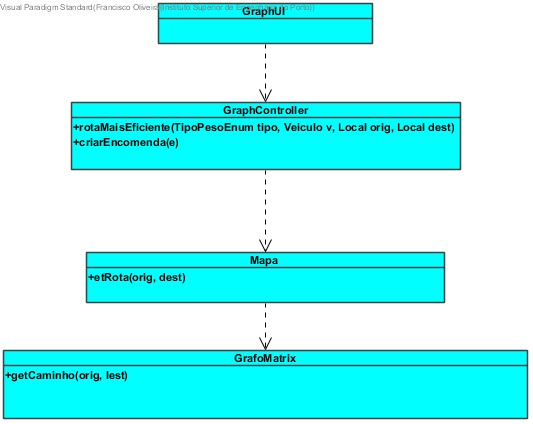 Visual Paradigm Standard(Francisco Oliveira(Instituto Superior de Porto))
GraphUI
GraphController
+rotaMaisEficiente(TipoPesoEnum tipo, Veiculo v, Local orig, Local dest)
+criarEncomenda(e)
Mapa
+etRota(orig, dest)
GrafoMatrix
+getCaminho(orig, lest)